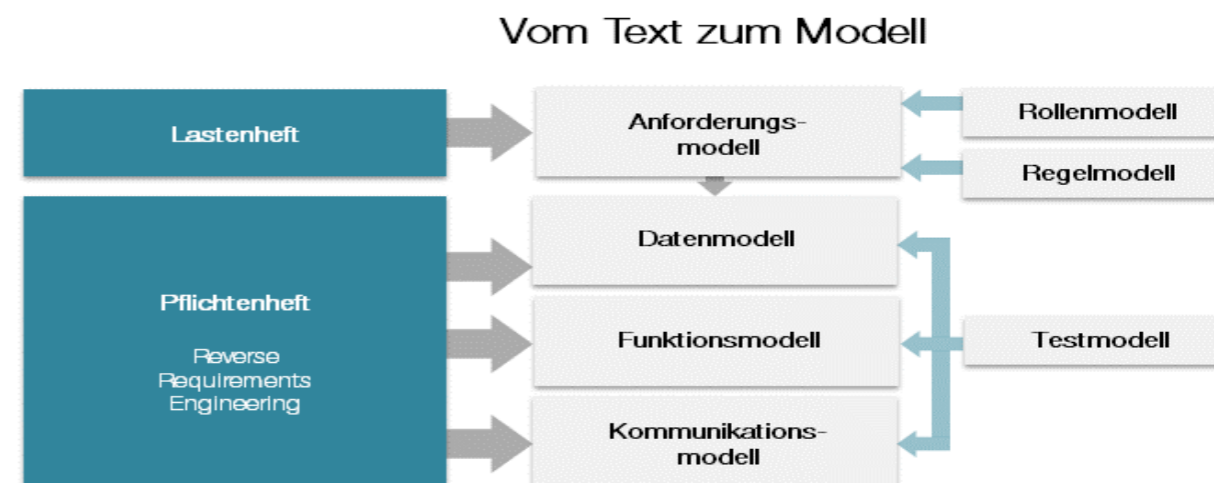 Vom Text zum Modell
Lastenheft
Anforderungs-
modell
Rollenmodell
Regelmodell
Pflichtenheft
Reverse
Requirements
Engineering
Datenmodell
Funktionsmodell
Testmodell
Kommunikations-
modell